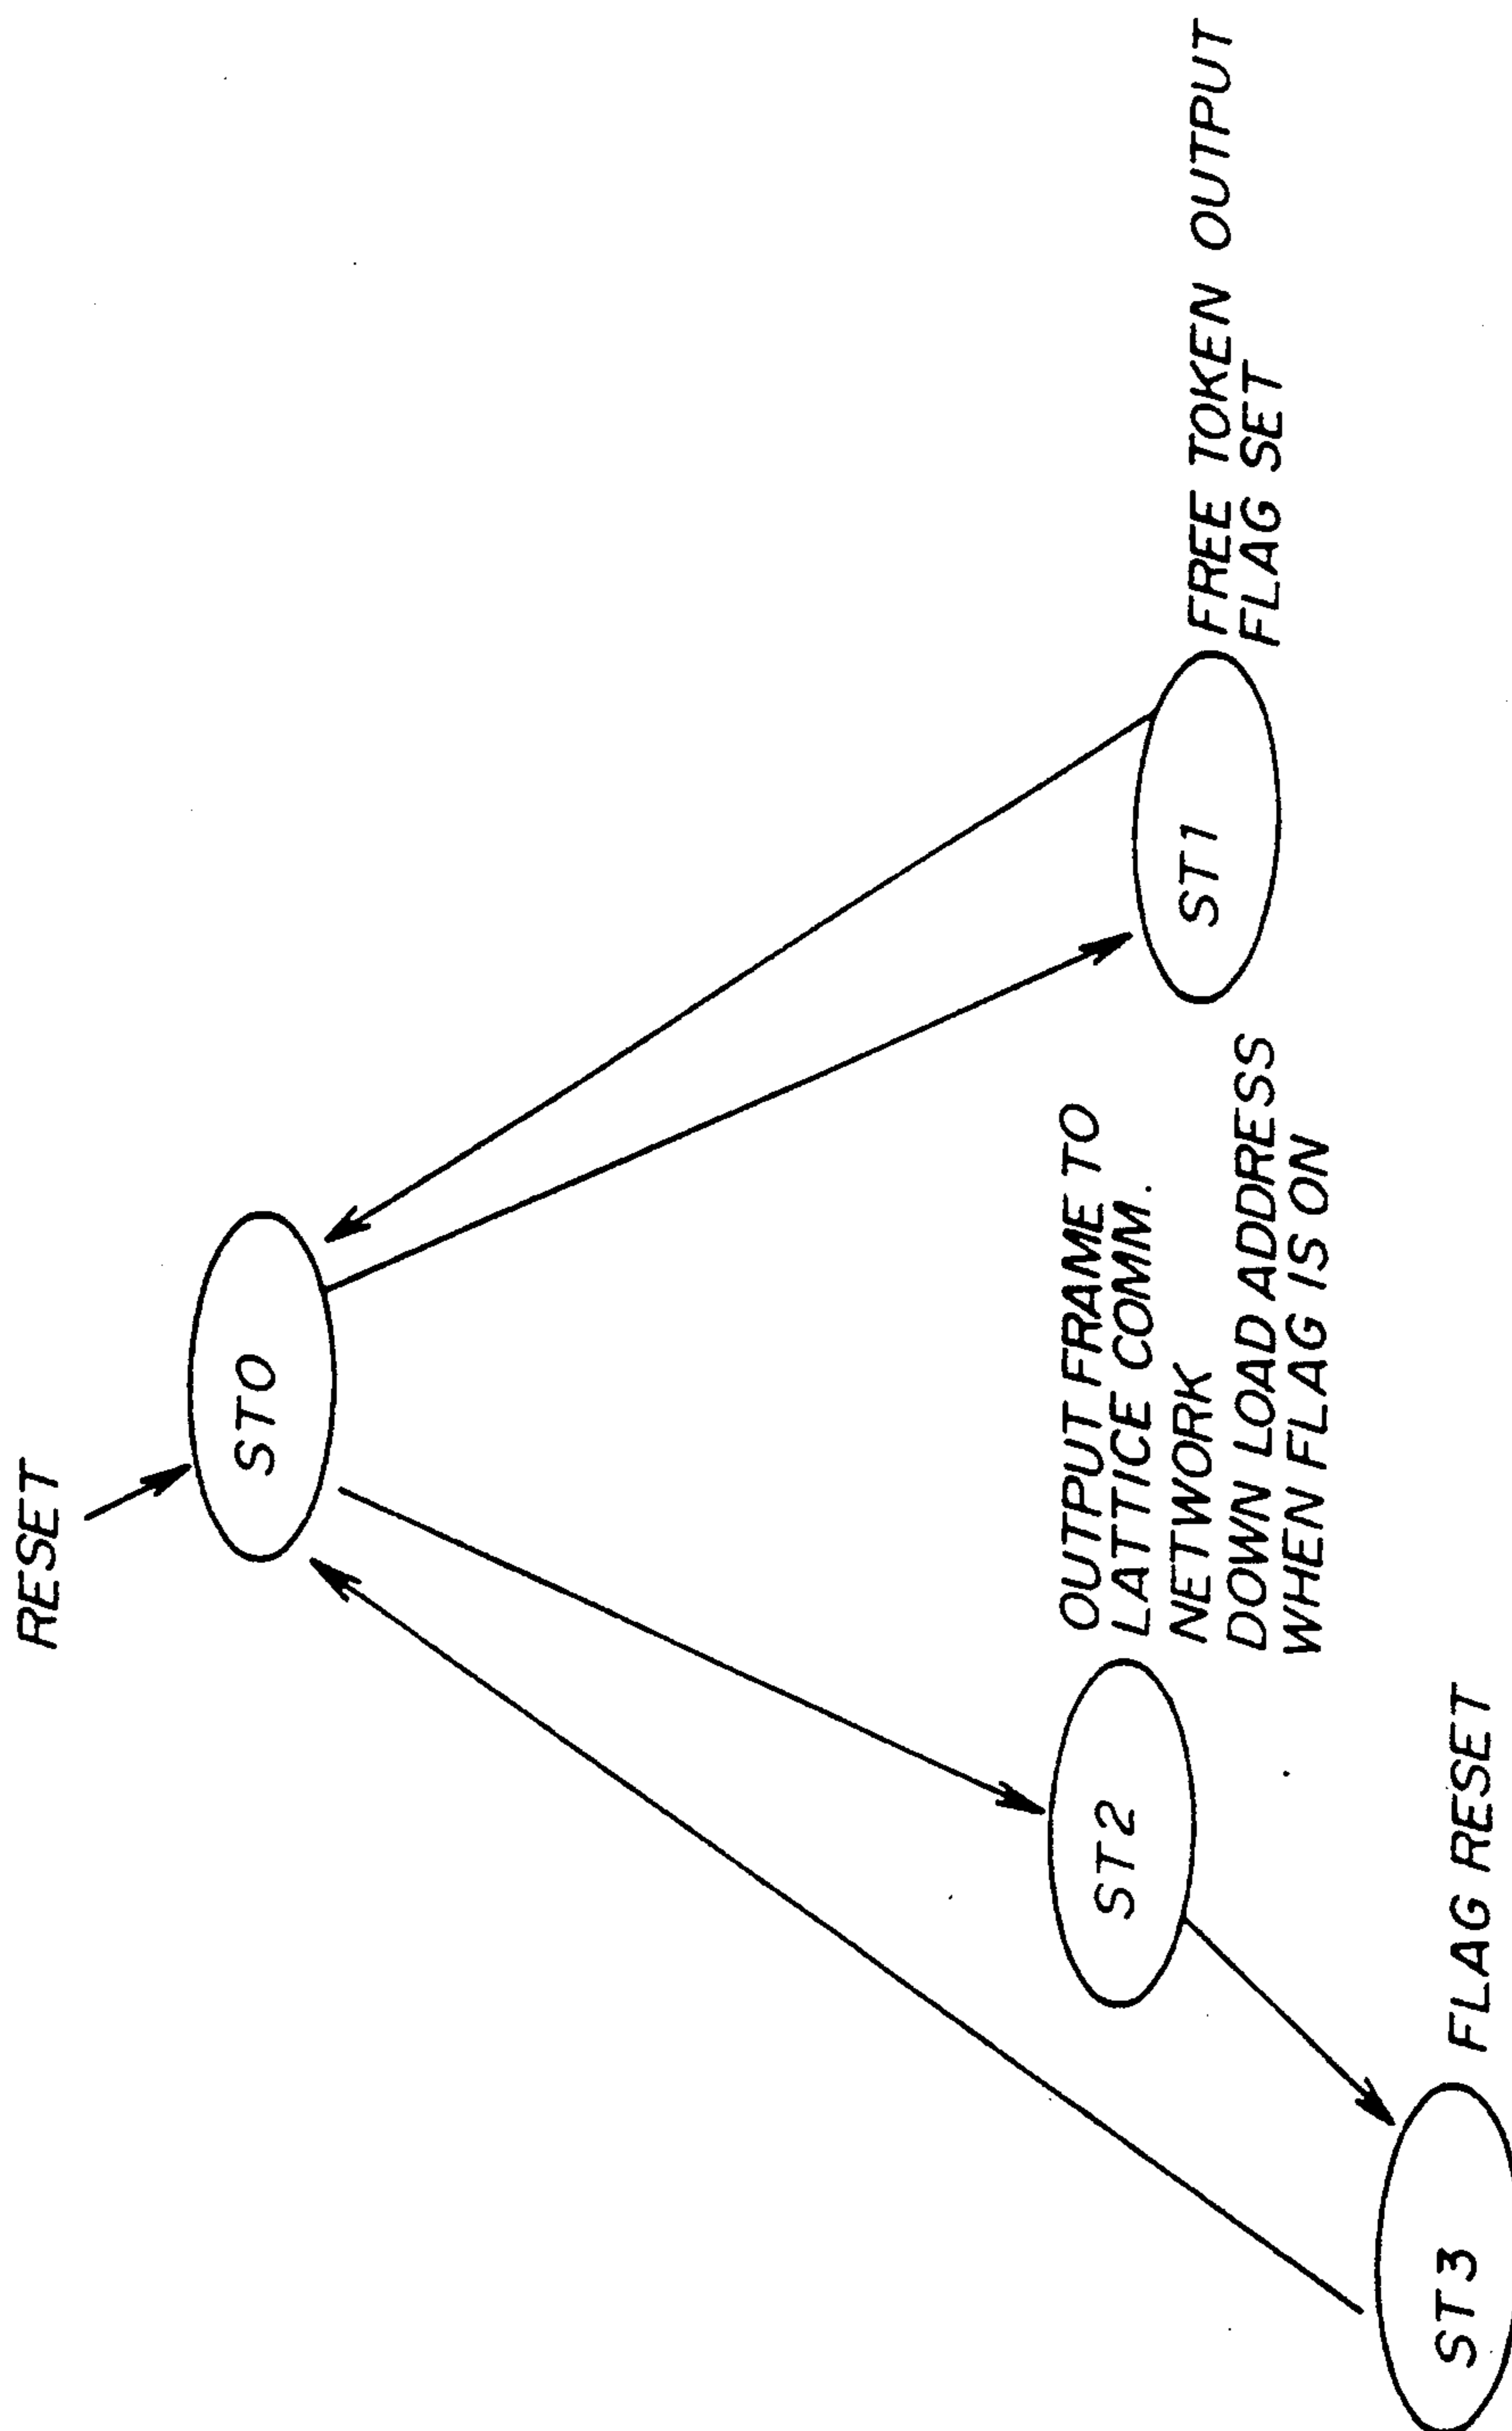 RESET
ST0
ST2
OUTPUT FRAME TO
LATTICE COMM.
NETWORK
DOWN LOAD ADDRESS
WHEN FLAG IS ON
ST1
FREE TOKEN OUTPUT
FLAG SET
ST3
FLAG RESET